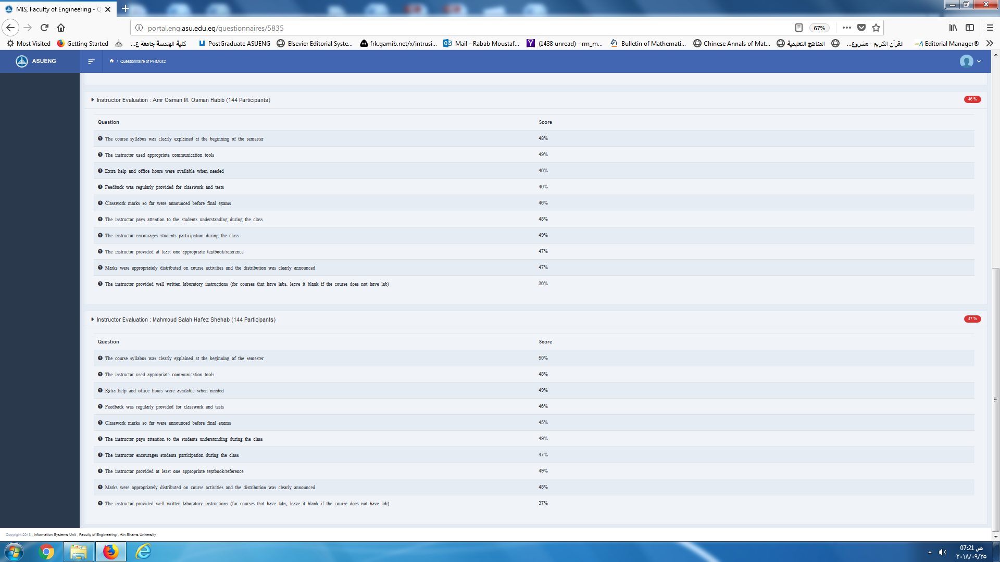 MIS, Faculty of Engineering - Q
portal.eng.asu.edu.eg/questionnaires/5835
67%
Most Visited Getting Started كلية الهندسة جامعة ع... PostGraduate ASUENG Elsevier Editorial Syste... frk.gamib.net/x/intrusi... Mail - Rabab Moustaf... (1438 unread) - rm_m... Bulletin of Mathemati... Chinese Annals of Mat... المناهج التعليمية القرآن الكريم - مشروع... Editorial Manager®
ASUENG / Questionnaire of PHM042
Instructor Evaluation : Amr Osman M. Osman Habib (144 Participants) 46 %
Question Score
The course syllabus was clearly explained at the beginning of the semester 48%
The instructor used appropriate communication tools 49%
Extra help and office hours were available when needed 46%
Feedback was regularly provided for classwork and tests 46%
Classwork marks so far were announced before final exams 46%
The instructor pays attention to the students understanding during the class 48%
The instructor encourages students participation during the class 49%
The instructor provided at least one appropriate textbook/reference 47%
Marks were appropriately distributed on course activities and the distribution was clearly announced 47%
The instructor provided well written laboratory instructions (for courses that have labs, leave it blank if the course does not have lab) 36%
Instructor Evaluation : Mahmoud Salah Hafez Shehab (144 Participants) 47 %
Question Score
The course syllabus was clearly explained at the beginning of the semester 50%
The instructor used appropriate communication tools 48%
Extra help and office hours were available when needed 49%
Feedback was regularly provided for classwork and tests 46%
Classwork marks so far were announced before final exams 45%
The instructor pays attention to the students understanding during the class 49%
The instructor encourages students participation during the class 47%
The instructor provided at least one appropriate textbook/reference 49%
Marks were appropriately distributed on course activities and the distribution was clearly announced 48%
The instructor provided well written laboratory instructions (for courses that have labs, leave it blank if the course does not have lab) 37%
Copyright 2018 , Information Systems Unit , Faculty of Engineering , Ain Shams University
07:21 ص
٢٠١٨/٠٩/٢٥